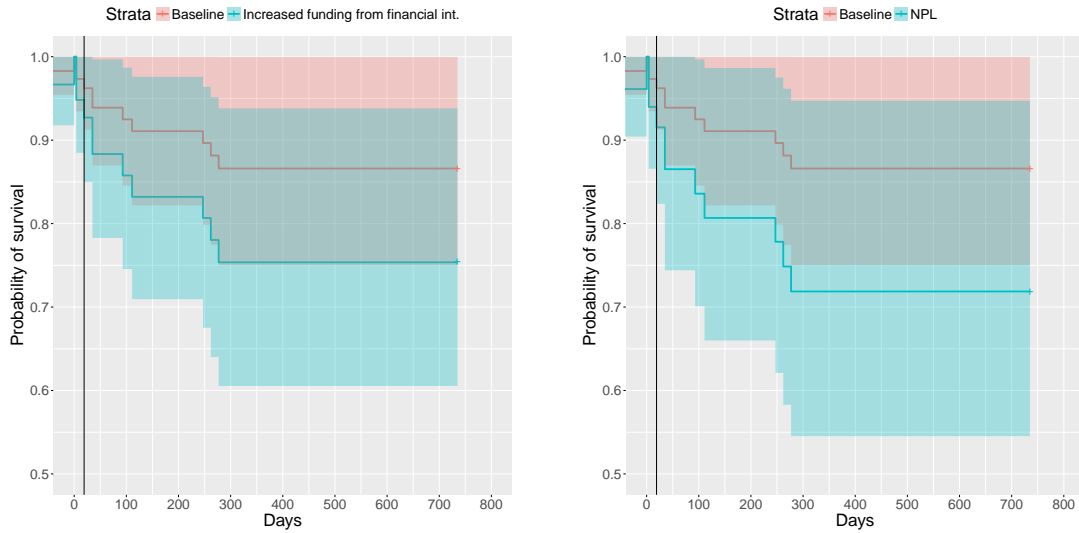 Strata Baseline Increased funding from financial int.
Probability of survival
1.0
0.9
0.8
0.7
0.6
0.5
0 100 200 300 400 500 600 700 800
Days
Strata Baseline NPL
Probability of survival
1.0
0.9
0.8
0.7
0.6
0.5
0 100 200 300 400 500 600 700 800
Days